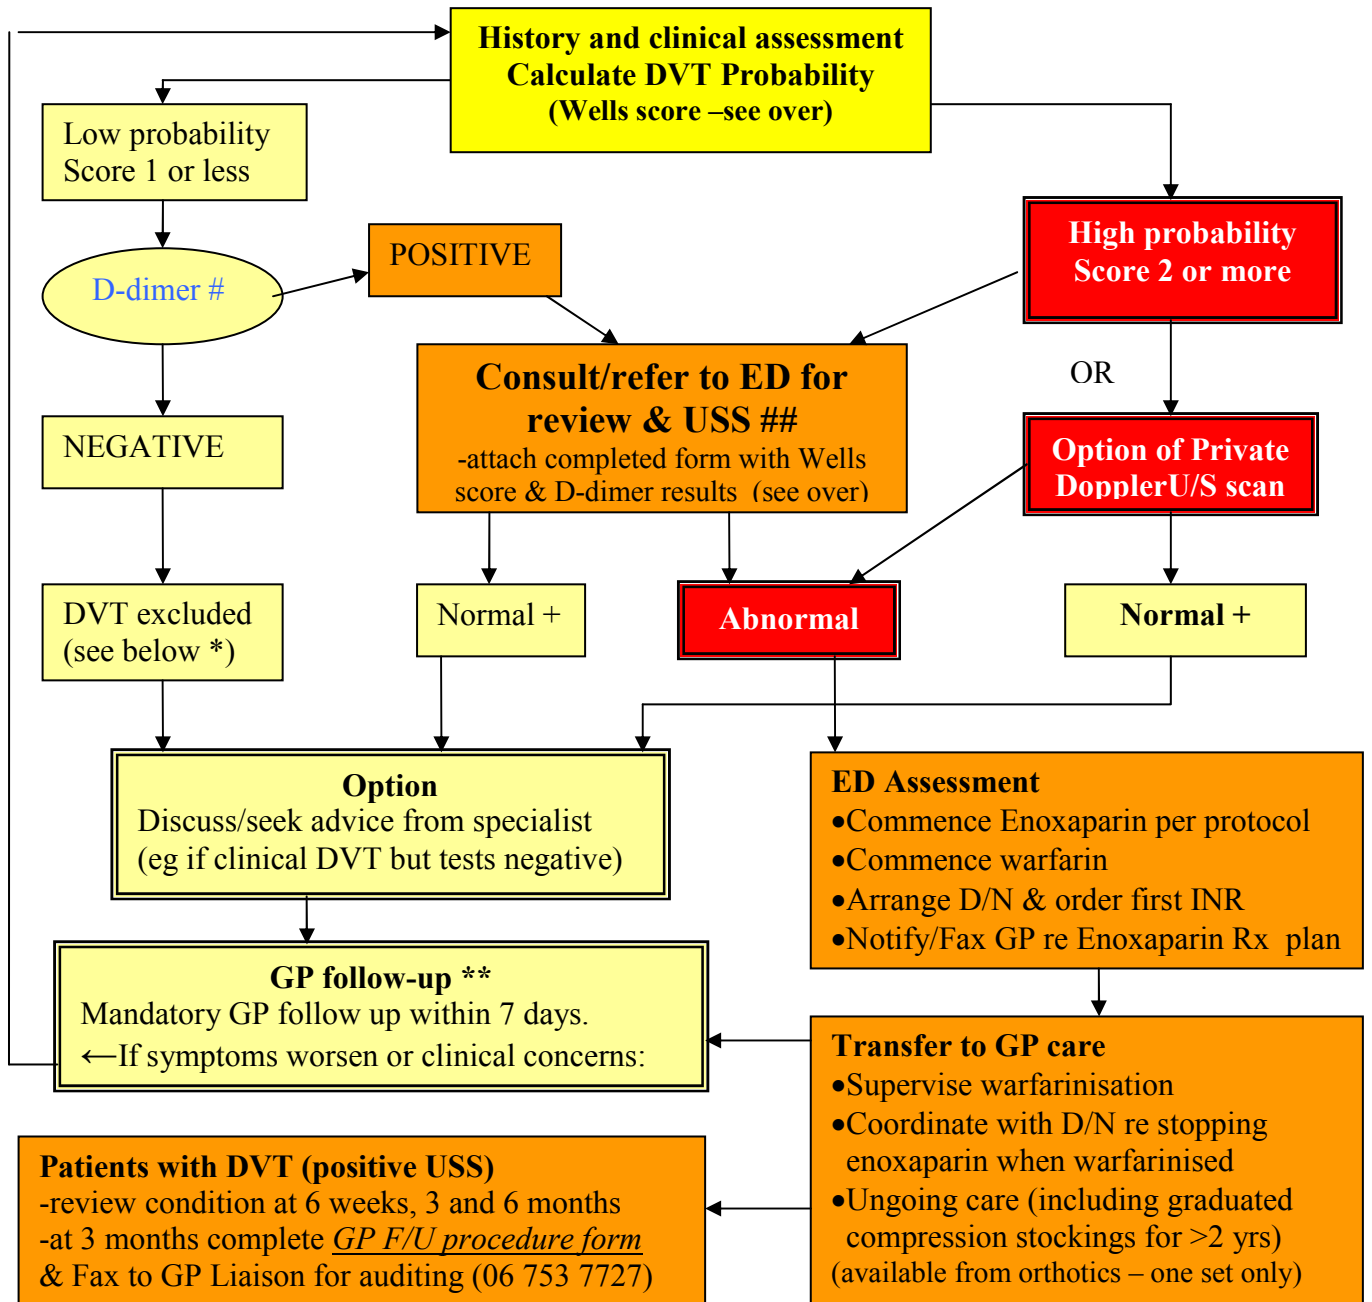 History and clinical assessment
Calculate DVT Probability
(Wells score –see over)
Low probability
Score 1 or less
High probability
Score 2 or more
D-dimer #
POSITIVE
OR
Consult/refer to ED for
review & USS ##
-attach completed form with Wells
score & D-dimer results (see over)
NEGATIVE
Option of Private
DopplerU/S scan
DVT excluded
(see below *)
Normal +
Abnormal
Normal +
Option
Discuss/seek advice from specialist
(eg if clinical DVT but tests negative)
ED Assessment
•Commence Enoxaparin per protocol
•Commence warfarin
•Arrange D/N & order first INR
•Notify/Fax GP re Enoxaparin Rx plan
GP follow-up **
Mandatory GP follow up within 7 days.
←If symptoms worsen or clinical concerns:
Transfer to GP care
•Supervise warfarinisation
•Coordinate with D/N re stopping
enoxaparin when warfarinised
•Ungoing care (including graduated
compression stockings for >2 yrs)
(available from orthotics – one set only)
Patients with DVT (positive USS)
-review condition at 6 weeks, 3 and 6 months
-at 3 months complete GP F/U procedure form
& Fax to GP Liaison for auditing (06 753 7727)